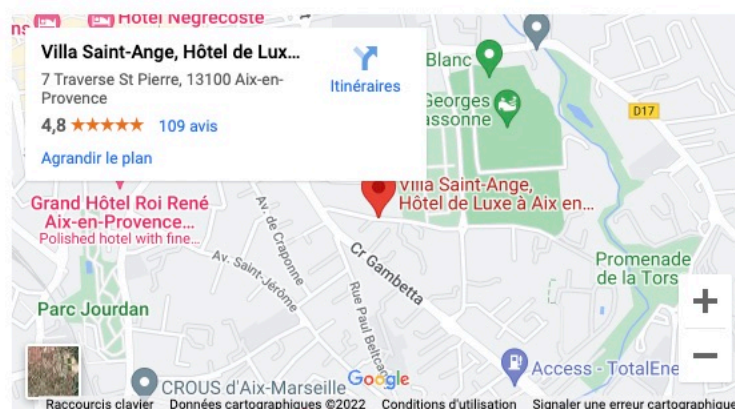 Hôtel Négrecoste
Villa Saint-Ange, Hôtel de Lux...
7 Traverse St Pierre, 13100 Aix-en-
Provence
4,8 ★★★★★ 109 avis
Agrandir le plan
Itinéraires
Blanc
Georges
assonne
D17
Villa Saint-Ange,
Hôtel de Luxe à Aix en...
Grand Hôtel Roi René
Aix-en-Provence...
Polished hotel with fine...
Av. de Craponne
Av. Saint-Jérôme
Cr Gambetta
Rue Paul Beltcaguy
Promenade
de la Tors
Parc Jourdan
+
−
Access - TotalEne
CROUS d'Aix-Marseille
Google
Raccourcis clavier Données cartographiques ©2022 Conditions d'utilisation Signaler une erreur cartographique